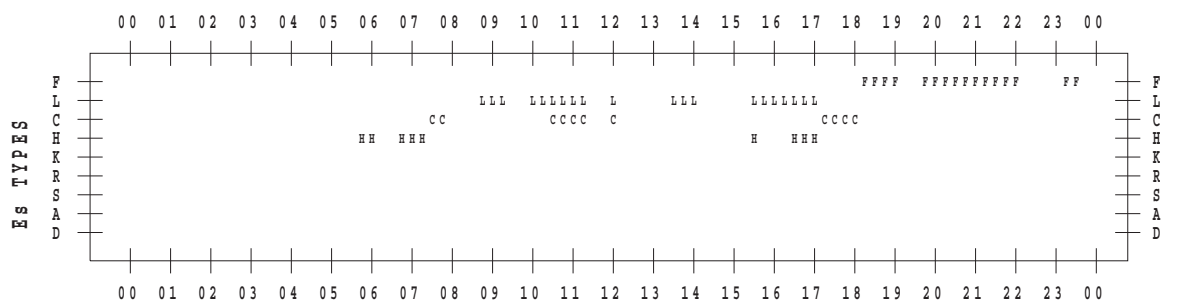 00 01 02 03 04 05 06 07 08 09 10 11 12 13 14 15 16 17 18 19 20 21 22 23 00
F FFFF FFFFFFFFFF FF F
L LLL LLLLLL L LLL LLLLLLL L
C CC CCCC C CCCC C
H HH HHH H HHH H
K K
R R
S S
A A
D D
Es TYPES
00 01 02 03 04 05 06 07 08 09 10 11 12 13 14 15 16 17 18 19 20 21 22 23 00